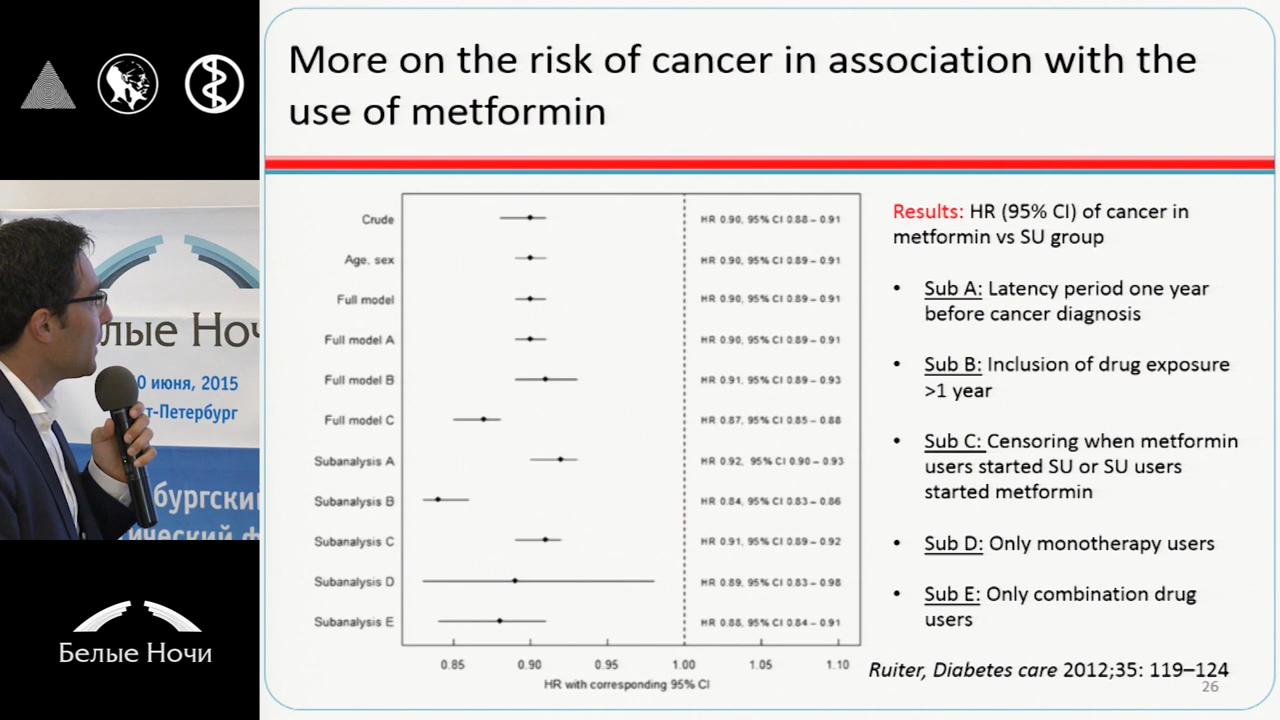 More on the risk of cancer in association with the
use of metformin
Crude HR 0.90, 95% CI 0.88 – 0.91
Age, sex HR 0.90, 95% CI 0.89 – 0.91
Full model HR 0.90, 95% CI 0.89 – 0.91
Full model A HR 0.90, 95% CI 0.89 – 0.91
Full model B HR 0.91, 95% CI 0.89 – 0.93
Full model C HR 0.87, 95% CI 0.85 – 0.88
Subanalysis A HR 0.92, 95% CI 0.90 – 0.93
Subanalysis B HR 0.84, 95% CI 0.83 – 0.86
Subanalysis C HR 0.91, 95% CI 0.89 – 0.92
Subanalysis D HR 0.89, 95% CI 0.83 – 0.98
Subanalysis E HR 0.88, 95% CI 0.84 – 0.91
0.85 0.90 0.95 1.00 1.05 1.10
HR with corresponding 95% CI
Results: HR (95% CI) of cancer in
metformin vs SU group
• Sub A: Latency period one year
before cancer diagnosis
• Sub B: Inclusion of drug exposure
>1 year
• Sub C: Censoring when metformin
users started SU or SU users
started metformin
• Sub D: Only monotherapy users
• Sub E: Only combination drug
users
Ruiter, Diabetes care 2012;35: 119–124
26
лые Но
0 июня, 2015
т-Петербург
бургски
ический ф
Белые Ночи